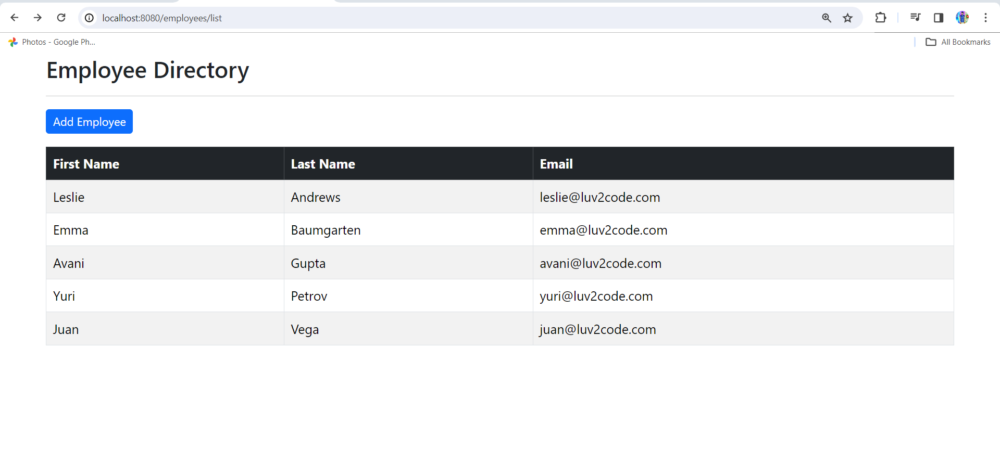 localhost:8080/employees/list
Photos - Google Ph...
All Bookmarks
Employee Directory
Add Employee
First Name Last Name Email
Leslie Andrews leslie@luv2code.com
Emma Baumgarten emma@luv2code.com
Avani Gupta avani@luv2code.com
Yuri Petrov yuri@luv2code.com
Juan Vega juan@luv2code.com